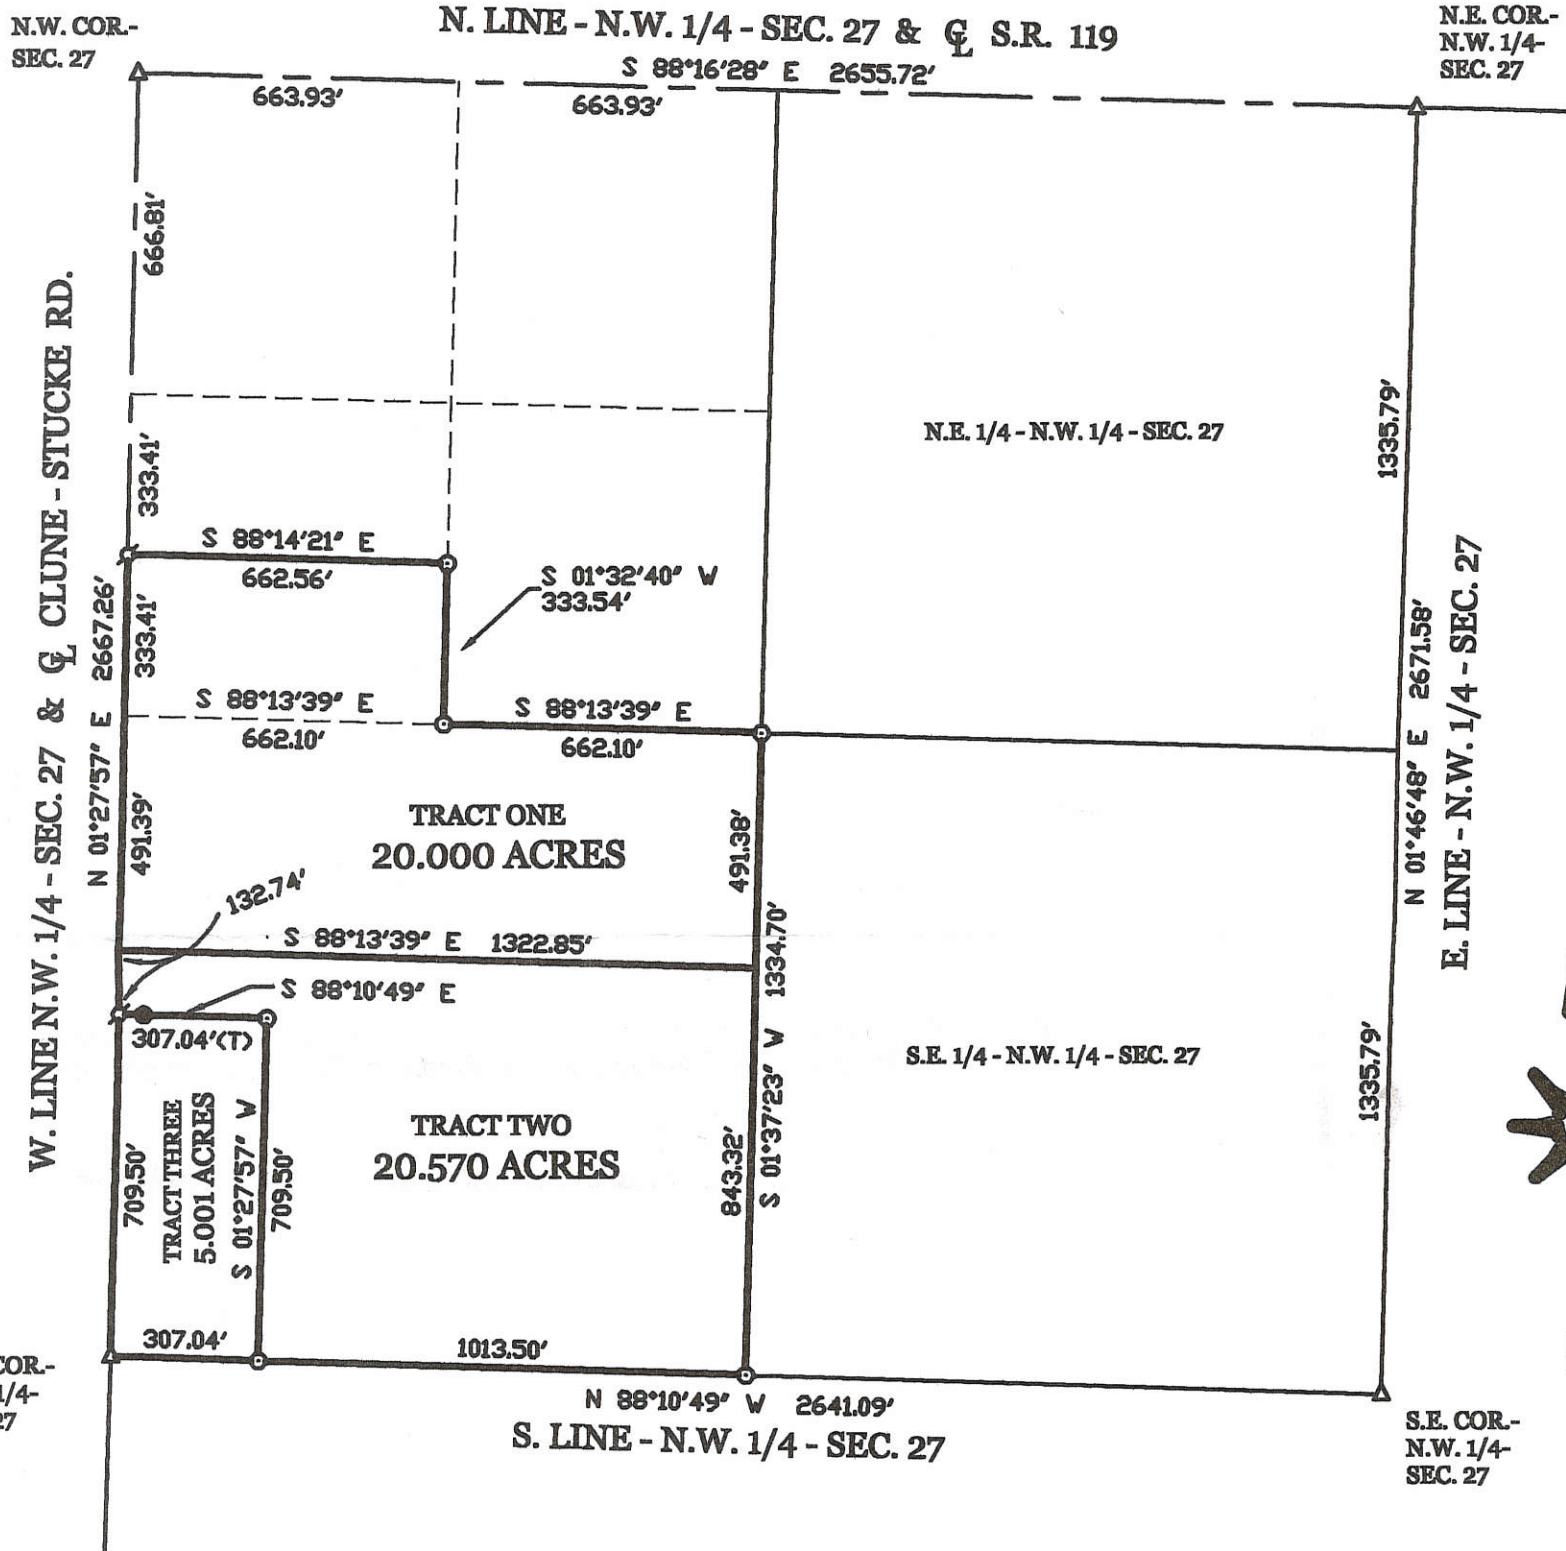 N.W. COR.-
SEC. 27
N. LINE - N.W. 1/4 - SEC. 27 & ℄ S.R. 119
S 88°16'28" E 2655.72'
N.E. COR.-
N.W. 1/4-
SEC. 27
663.93'
663.93'
666.81'
333.41'
W. LINE N.W. 1/4 - SEC. 27 & ℄ CLUNE - STUCKE RD.
N 01°27'57" E 2667.26'
N.E. 1/4 - N.W. 1/4 - SEC. 27
1335.79'
S 88°14'21" E
662.56'
S 01°32'40" W
333.54'
333.41'
S 88°13'39" E
662.10'
S 88°13'39" E
662.10'
N 01°46'48" E 2671.58'
E. LINE - N.W. 1/4 - SEC. 27
491.39'
TRACT ONE
20.000 ACRES
491.38'
132.74'
S 88°13'39" E 1322.85'
S 01°37'23" W 1334.70'
S 88°10'49" E
307.04'(T)
S.E. 1/4 - N.W. 1/4 - SEC. 27
1335.79'
709.50'
TRACT THREE
5.001 ACRES
S 01°27'57" W
709.50'
TRACT TWO
20.570 ACRES
843.32'
307.04'
1013.50'
COR.-
1/4-
27
N 88°10'49" W 2641.09'
S. LINE - N.W. 1/4 - SEC. 27
S.E. COR.-
N.W. 1/4-
SEC. 27